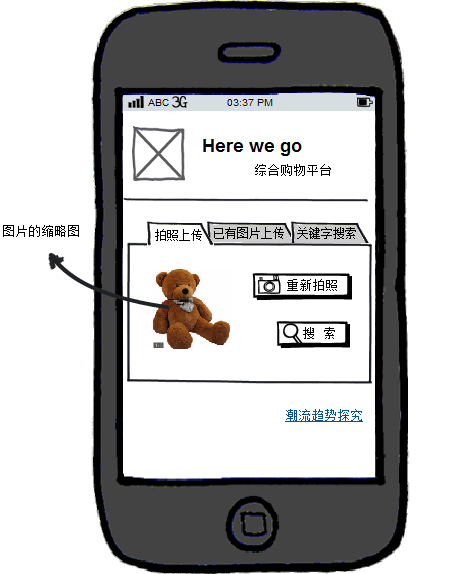 ABC 3G 03:37 PM
Here we go
综合购物平台
图片的缩略图
拍照上传 已有图片上传 关键字搜索
重新拍照
搜 索
潮流趋势探究